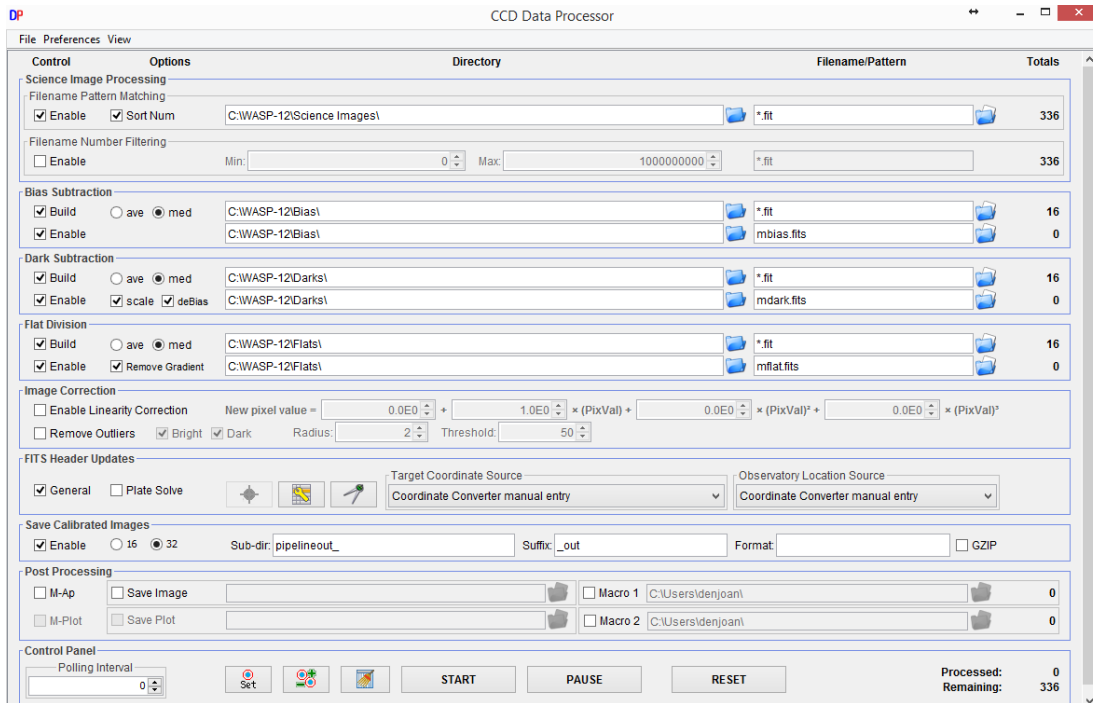 DP CCD Data Processor
File Preferences View
Control Options Directory Filename/Pattern Totals
Science Image Processing
Filename Pattern Matching
Enable Sort Num C:\WASP-12\Science Images\ *.fit 336
Filename Number Filtering
Enable Min: 0 Max: 1000000000 *.fit 336
Bias Subtraction
Build ave med C:\WASP-12\Bias\ *.fit 16
Enable C:\WASP-12\Bias\ mbias.fits 0
Dark Subtraction
Build ave med C:\WASP-12\Darks\ *.fit 16
Enable scale deBias C:\WASP-12\Darks\ mdark.fits 0
Flat Division
Build ave med C:\WASP-12\Flats\ *.fit 16
Enable Remove Gradient C:\WASP-12\Flats\ mflat.fits 0
Image Correction
Enable Linearity Correction New pixel value = 0.0E0 + 1.0E0 × (PixVal) + 0.0E0 × (PixVal)² + 0.0E0 × (PixVal)³
Remove Outliers Bright Dark Radius: 2 Threshold: 50
FITS Header Updates
Target Coordinate Source Observatory Location Source
General Plate Solve Coordinate Converter manual entry Coordinate Converter manual entry
Save Calibrated Images
Enable 16 32 Sub-dir: pipelineout_ Suffix: _out Format: GZIP
Post Processing
M-Ap Save Image Macro 1 C:\Users\denjoan\ 0
M-Plot Save Plot Macro 2 C:\Users\denjoan\ 0
Control Panel
Polling Interval
0 Set START PAUSE RESET
Processed: 0
Remaining: 336